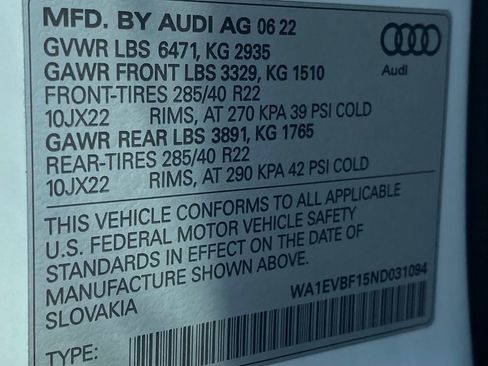 MFD. BY AUDI AG 06 22
GVWR LBS 6471, KG 2935
GAWR FRONT LBS 3329, KG 1510
FRONT-TIRES 285/40 R22
10JX22 RIMS, AT 270 KPA 39 PSI COLD
GAWR REAR LBS 3891, KG 1765
REAR-TIRES 285/40 R22
10JX22 RIMS, AT 290 KPA 42 PSI COLD
Audi
THIS VEHICLE CONFORMS TO ALL APPLICABLE
U.S. FEDERAL MOTOR VEHICLE SAFETY
STANDARDS IN EFFECT ON THE DATE OF
MANUFACTURE SHOWN ABOVE.
SLOVAKIA
WA1EVBF15ND031094
TYPE: